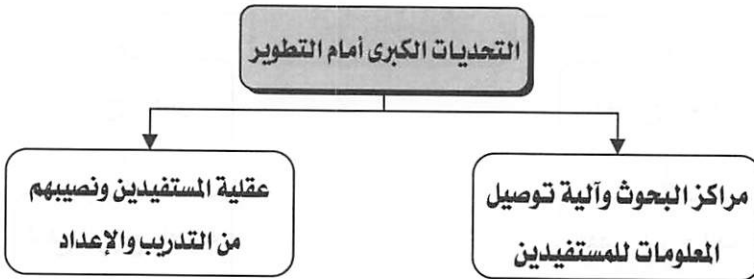 التحديات الكبرى أمام التطوير
مراكز البحوث وآلية توصيل
المعلومات للمستفيدين
عقلية المستفيدين ونصيبهم
من التدريب والإعداد